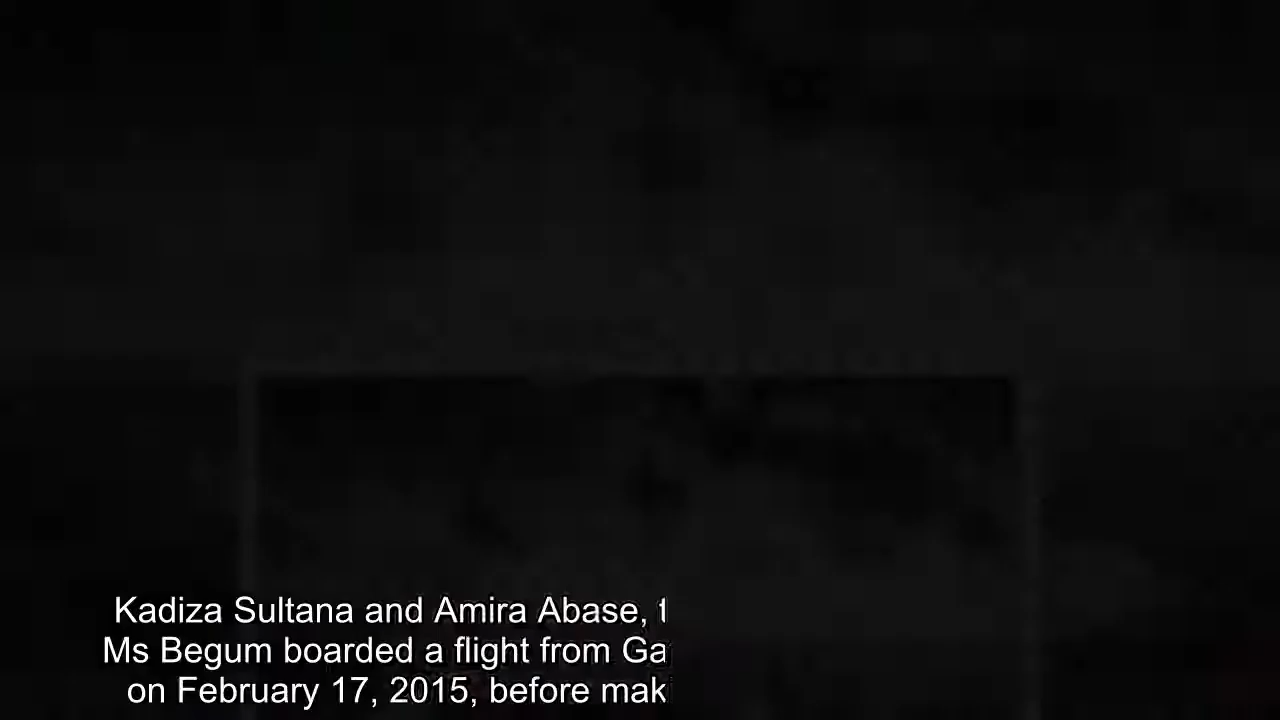 Kadiza Sultana and Amira Abase,
Ms Begum boarded a flight from
on February 17, 2015, before